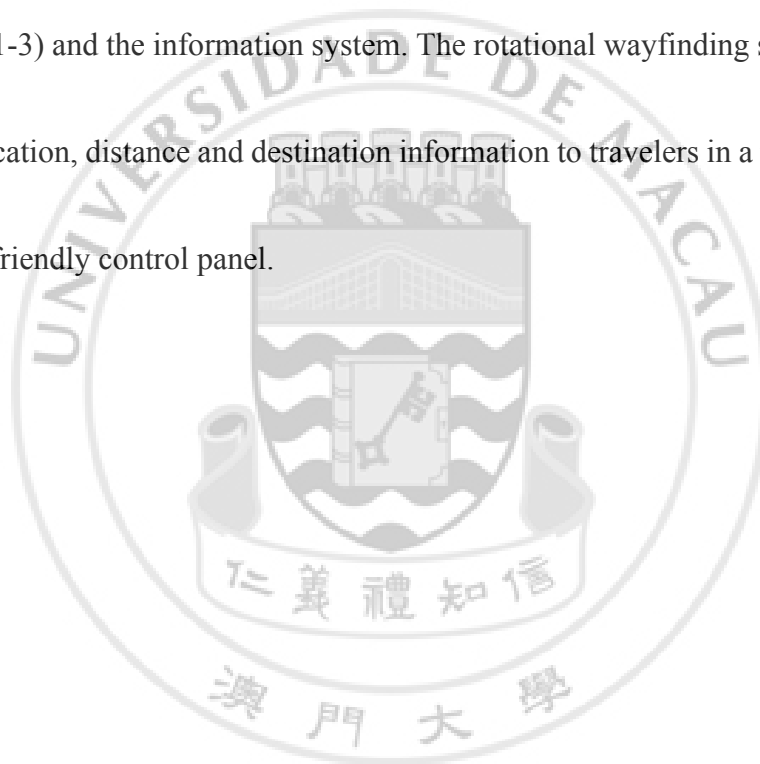 1-3) and the information system. The rotational wayfinding s
cation, distance and destination information to travelers in a
friendly control panel.
UNIVERSIDADE DE MACAU
仁義禮知信
澳門大學